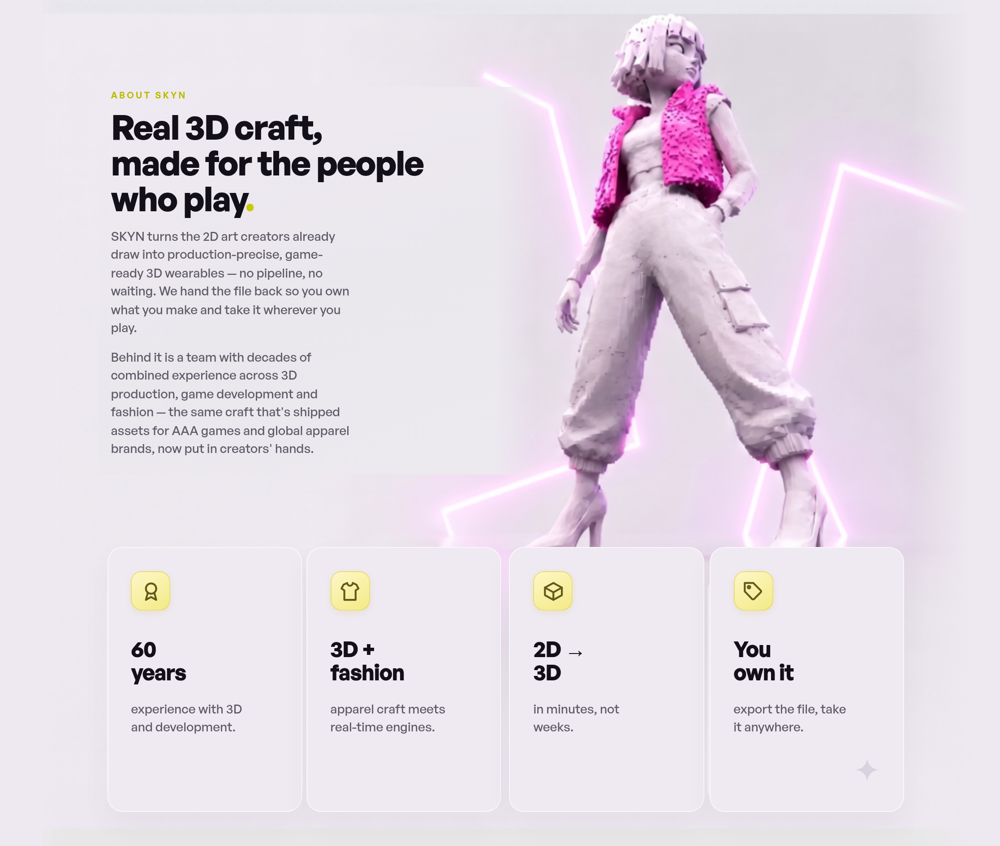 ABOUT SKYN
Real 3D craft,
made for the people
who play.
SKYN turns the 2D art creators already
draw into production-precise, game-
ready 3D wearables — no pipeline, no
waiting. We hand the file back so you own
what you make and take it wherever you
play.
Behind it is a team with decades of
combined experience across 3D
production, game development and
fashion — the same craft that's shipped
assets for AAA games and global apparel
brands, now put in creators' hands.
60
years
experience with 3D
and development.
3D +
fashion
apparel craft meets
real-time engines.
2D →
3D
in minutes, not
weeks.
You
own it
export the file, take
it anywhere.